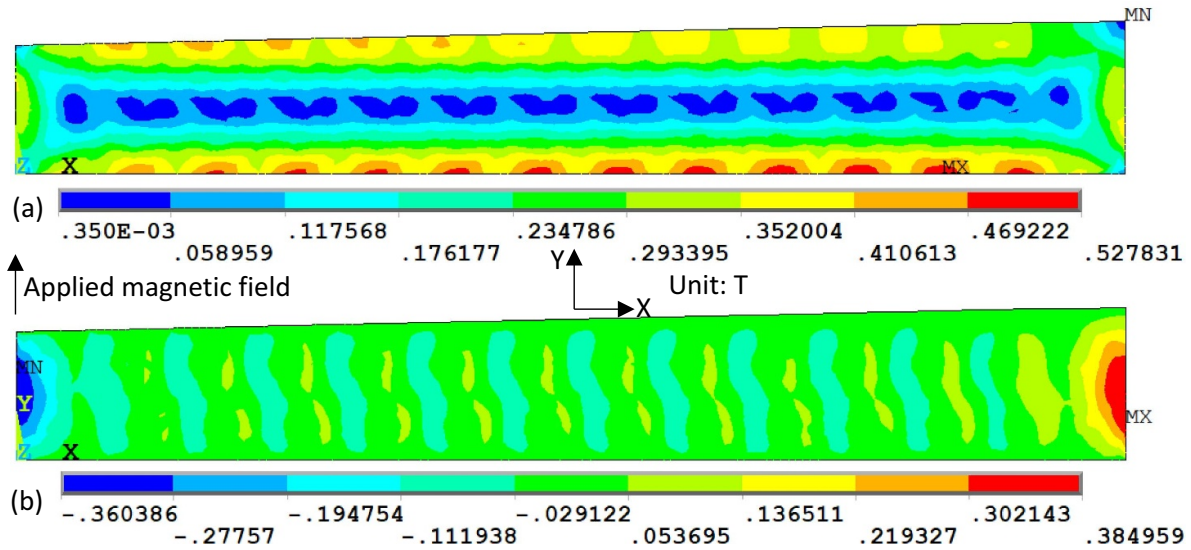 MN
Z X MX
(a)
.350E-03 .117568 .234786 .352004 .469222
.058959 .176177 .293395 .410613 .527831
Applied magnetic field Y Unit: T
X
MN
Y
MX
Z X
(b)
-.360386 -.194754 -.029122 .136511 .302143
-.27757 -.111938 .053695 .219327 .384959